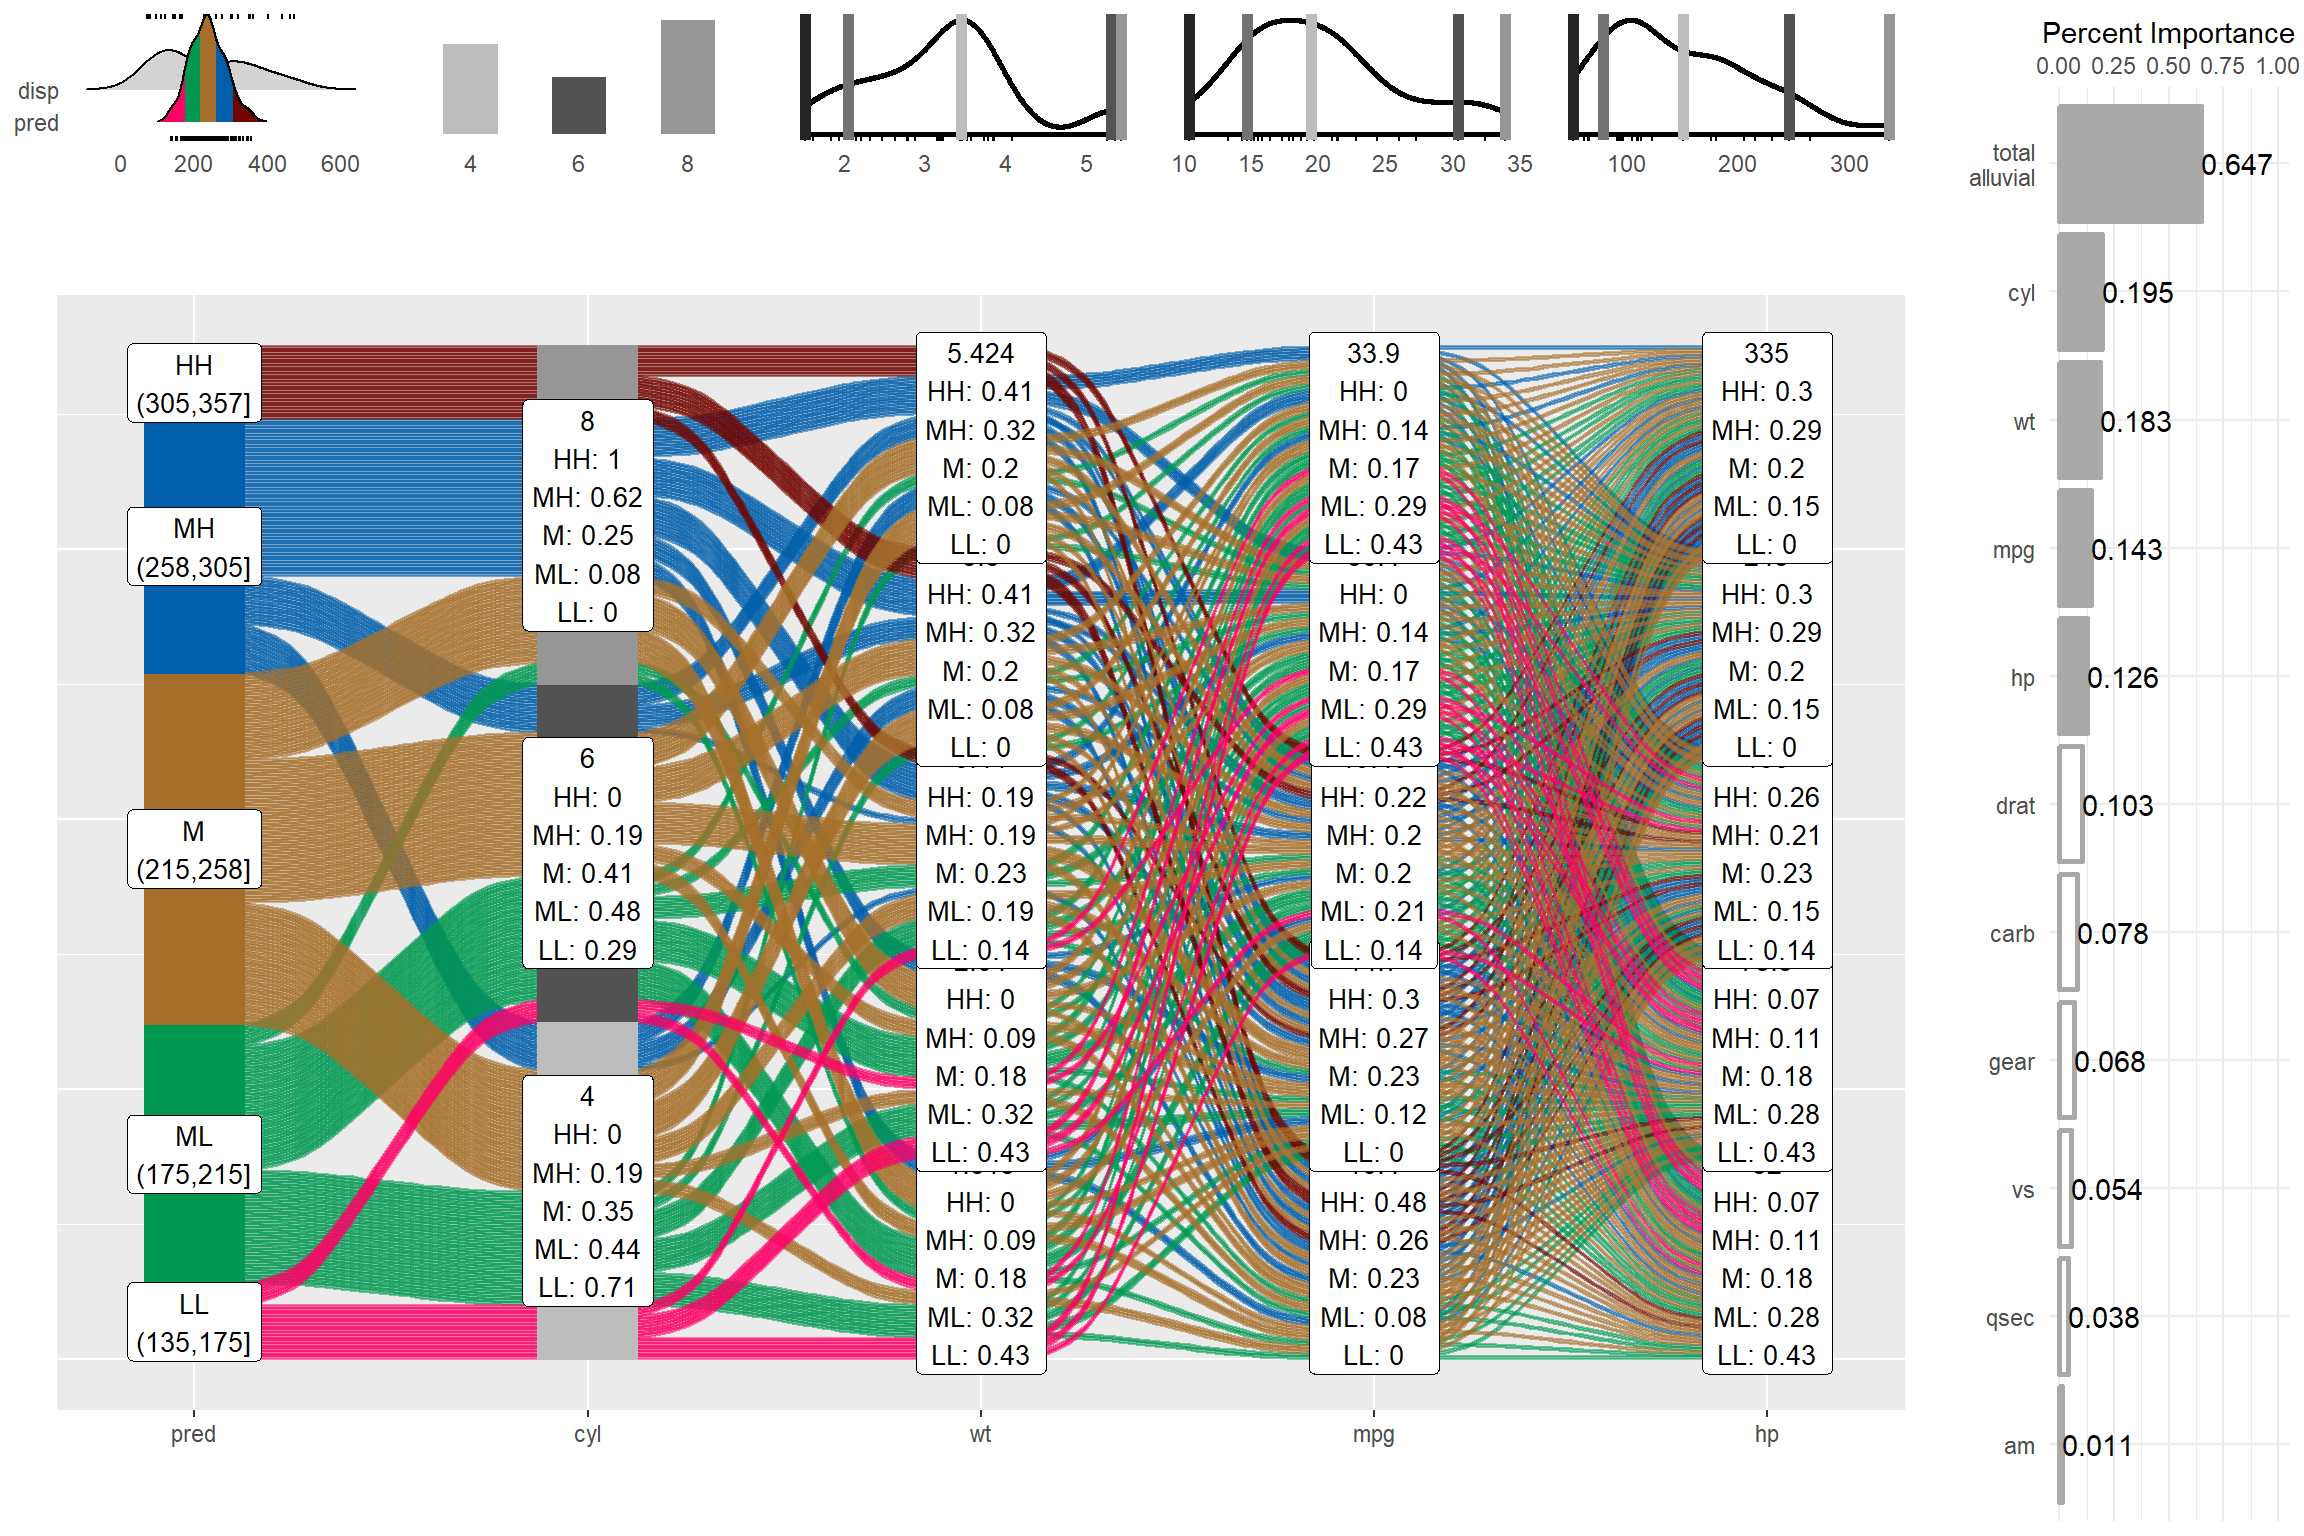 disp
pred
0 200 400 600
4 6 8
2 3 4 5
10 15 20 25 30 35
100 200 300
Percent Importance
0.00 0.25 0.50 0.75 1.00
HH
(305,357]
MH
(258,305]
M
(215,258]
ML
(175,215]
LL
(135,175]
8
HH: 1
MH: 0.62
M: 0.25
ML: 0.08
LL: 0
6
HH: 0
MH: 0.19
M: 0.41
ML: 0.48
LL: 0.29
4
HH: 0
MH: 0.19
M: 0.35
ML: 0.44
LL: 0.71
5.424
HH: 0.41
MH: 0.32
M: 0.2
ML: 0.08
LL: 0
HH: 0.41
MH: 0.32
M: 0.2
ML: 0.08
LL: 0
HH: 0.19
MH: 0.19
M: 0.23
ML: 0.19
LL: 0.14
HH: 0
MH: 0.09
M: 0.18
ML: 0.32
LL: 0.43
HH: 0
MH: 0.09
M: 0.18
ML: 0.32
LL: 0.43
33.9
HH: 0
MH: 0.14
M: 0.17
ML: 0.29
LL: 0.43
HH: 0
MH: 0.14
M: 0.17
ML: 0.29
LL: 0.43
HH: 0.22
MH: 0.2
M: 0.2
ML: 0.21
LL: 0.14
HH: 0.3
MH: 0.27
M: 0.23
ML: 0.12
LL: 0
HH: 0.48
MH: 0.26
M: 0.23
ML: 0.08
LL: 0
335
HH: 0.3
MH: 0.29
M: 0.2
ML: 0.15
LL: 0
HH: 0.3
MH: 0.29
M: 0.2
ML: 0.15
LL: 0
HH: 0.26
MH: 0.21
M: 0.23
ML: 0.15
LL: 0.14
HH: 0.07
MH: 0.11
M: 0.18
ML: 0.28
LL: 0.43
HH: 0.07
MH: 0.11
M: 0.18
ML: 0.28
LL: 0.43
pred cyl wt mpg hp
total
alluvial
0.647
cyl 0.195
wt 0.183
mpg 0.143
hp 0.126
drat 0.103
carb 0.078
gear 0.068
vs 0.054
qsec 0.038
am 0.011